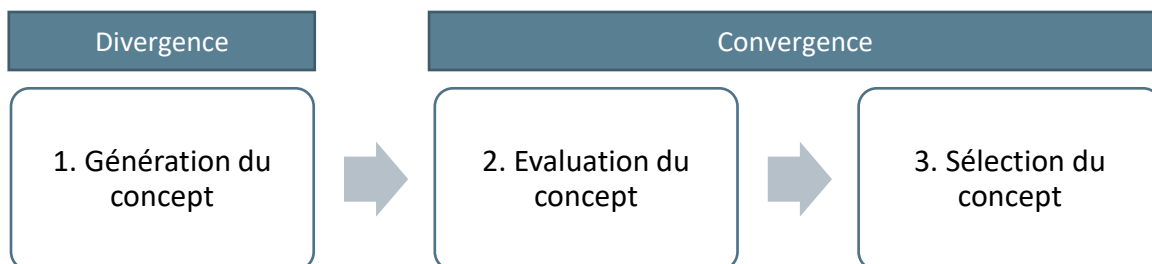 Divergence
Convergence
1. Génération du
concept
2. Evaluation du
concept
3. Sélection du
concept